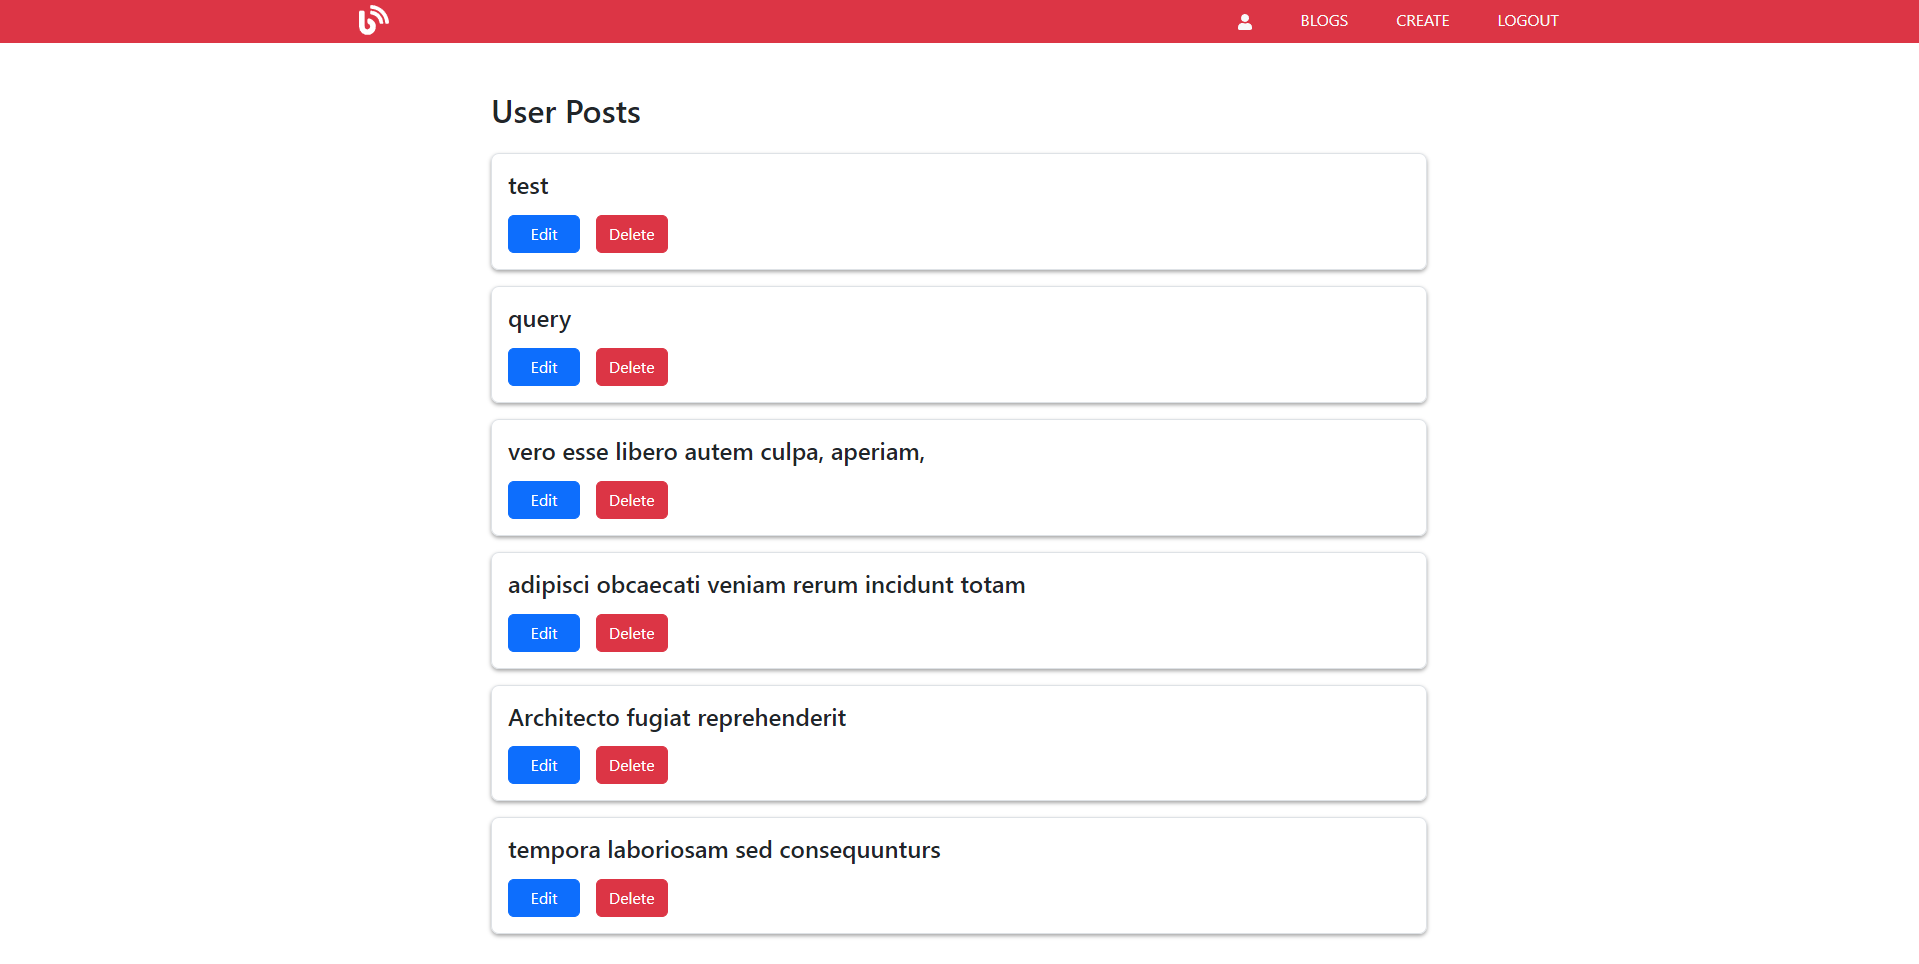 BLOGS CREATE LOGOUT
User Posts
test
Edit Delete
query
Edit Delete
vero esse libero autem culpa, aperiam,
Edit Delete
adipisci obcaecati veniam rerum incidunt totam
Edit Delete
Architecto fugiat reprehenderit
Edit Delete
tempora laboriosam sed consequunturs
Edit Delete